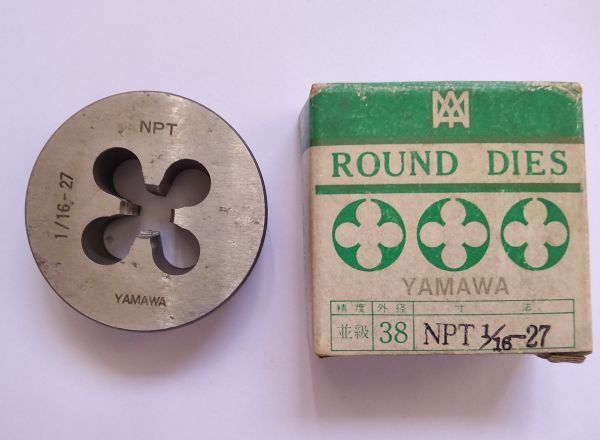 NPT
1/16-27
YAMAWA
ROUND DIES
YAMAWA
精度 外径 寸法
並級 38 NPT 1/16-27